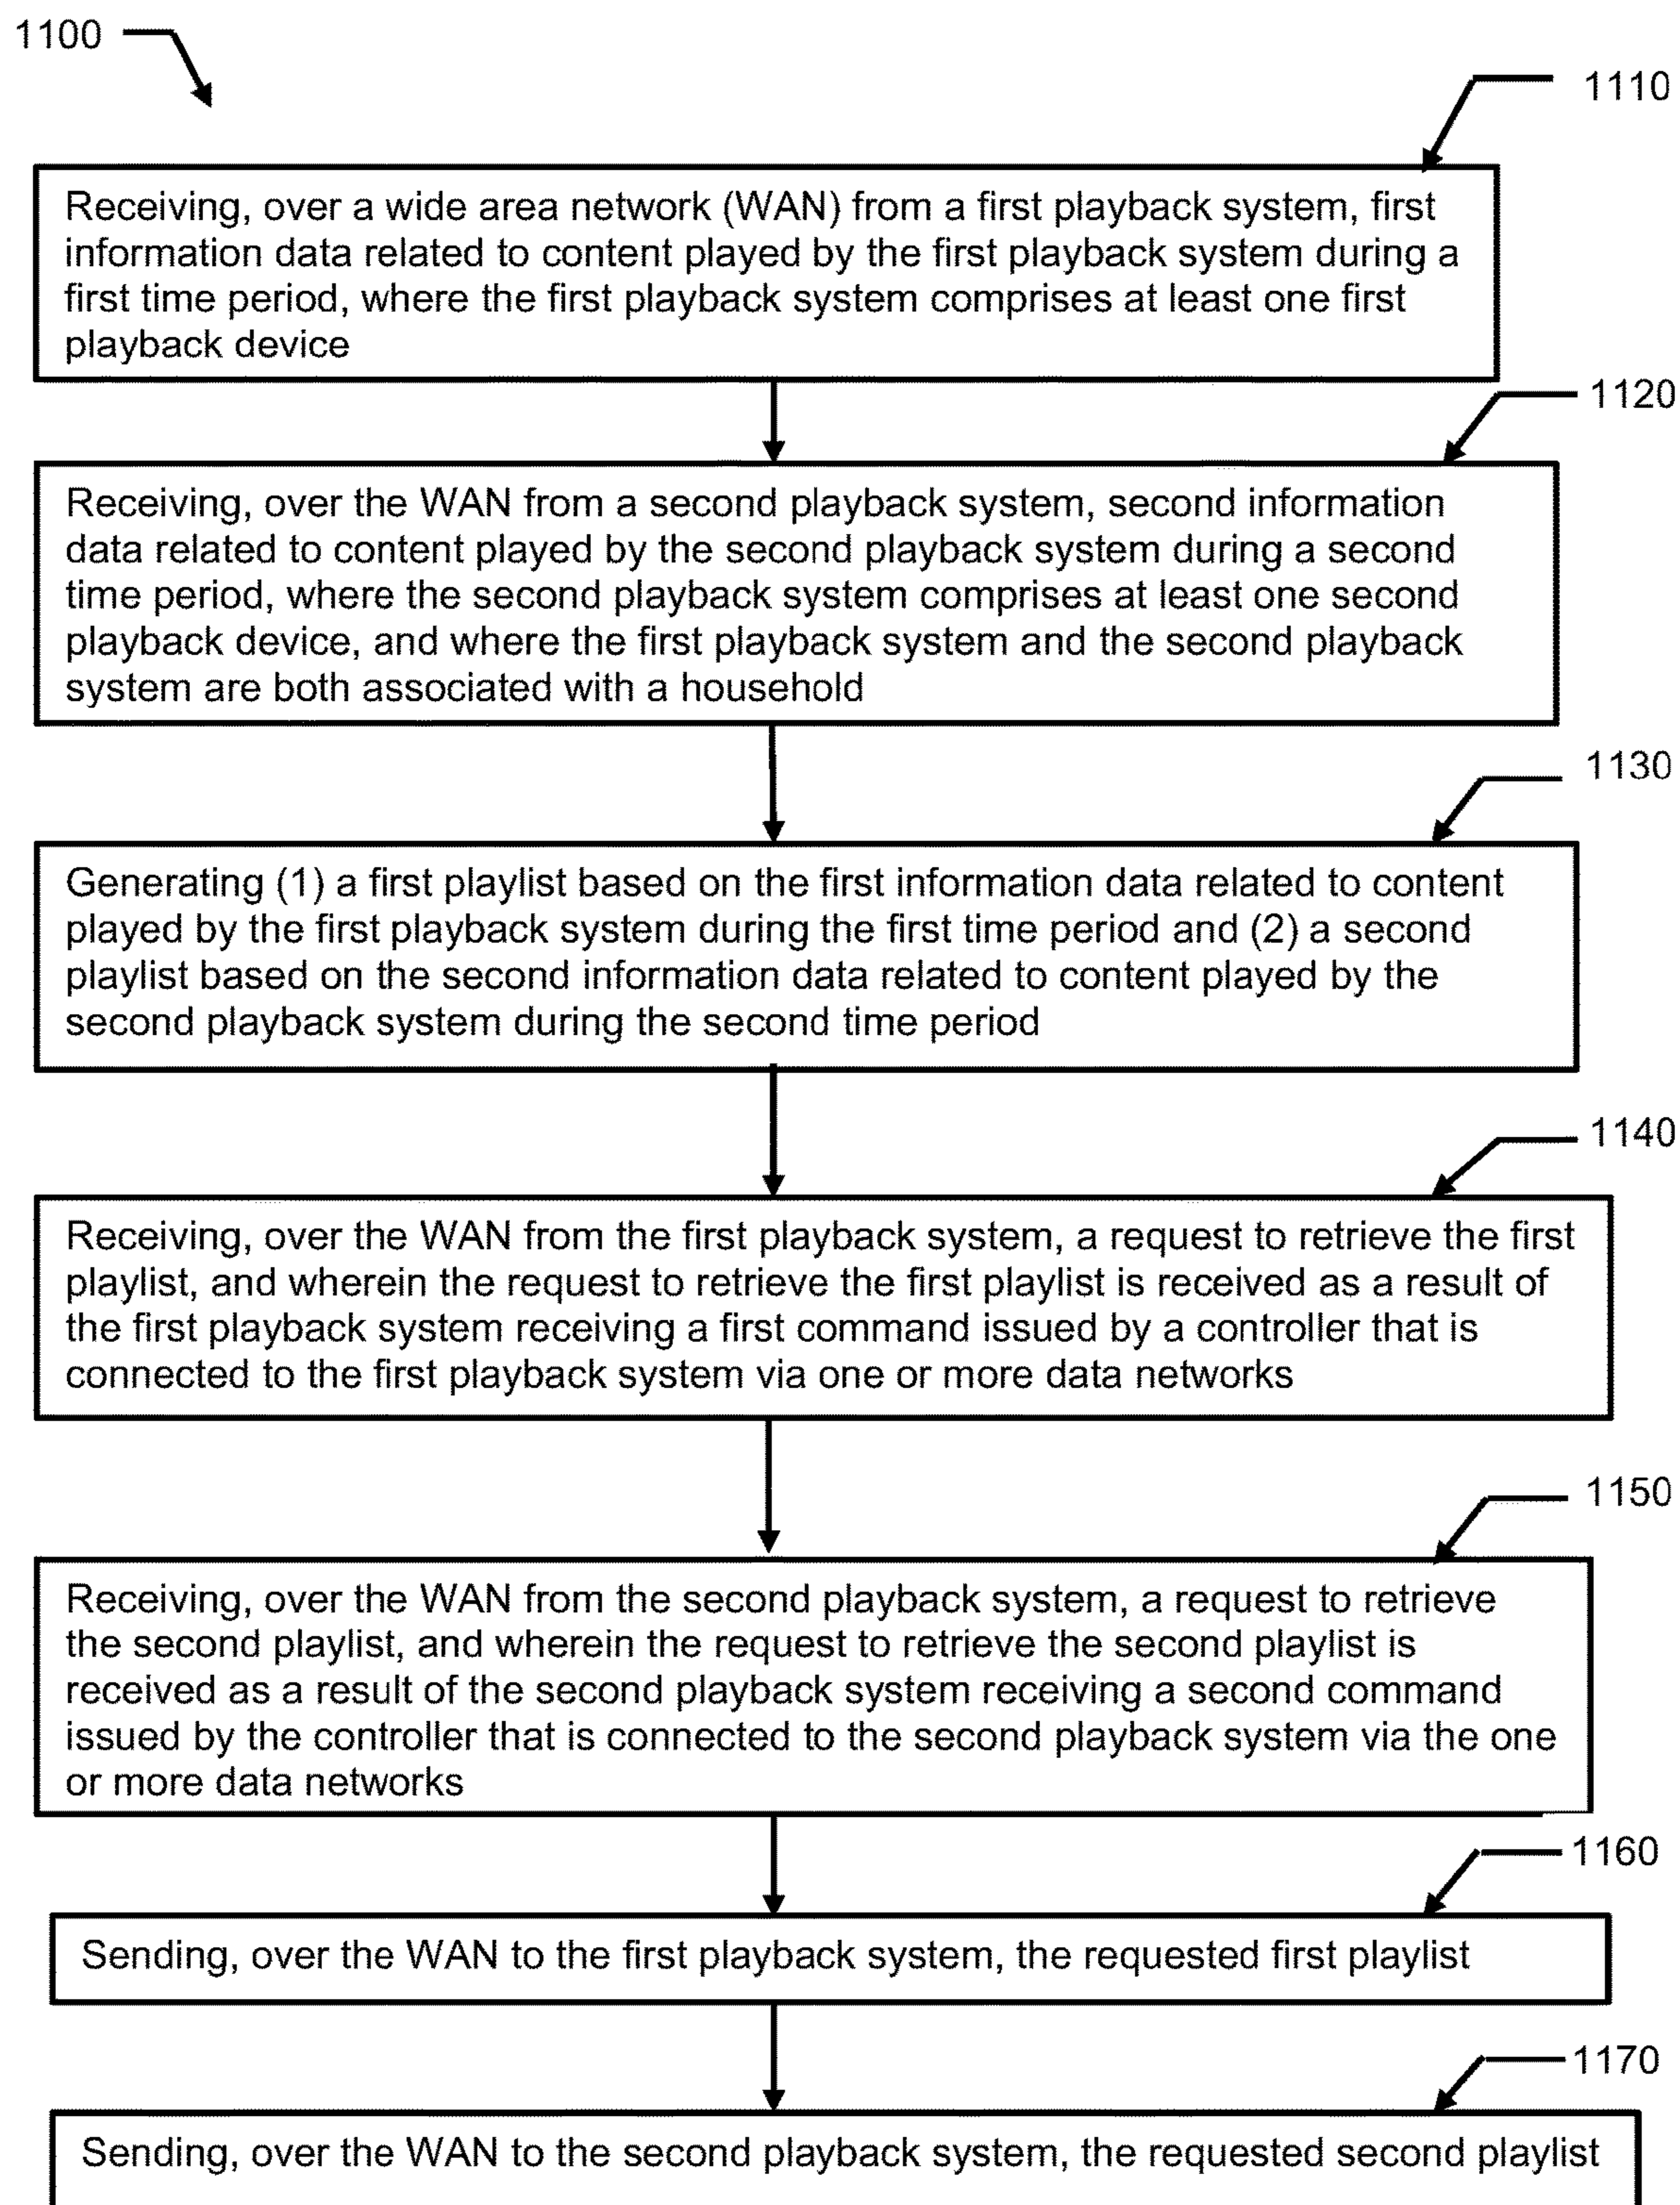 1100
1110
Receiving, over a wide area network (WAN) from a first playback system, first
information data related to content played by the first playback system during a
first time period, where the first playback system comprises at least one first
playback device
1120
Receiving, over the WAN from a second playback system, second information
data related to content played by the second playback system during a second
time period, where the second playback system comprises at least one second
playback device, and where the first playback system and the second playback
system are both associated with a household
1130
Generating (1) a first playlist based on the first information data related to content
played by the first playback system during the first time period and (2) a second
playlist based on the second information data related to content played by the
second playback system during the second time period
1140
Receiving, over the WAN from the first playback system, a request to retrieve the first
playlist, and wherein the request to retrieve the first playlist is received as a result of
the first playback system receiving a first command issued by a controller that is
connected to the first playback system via one or more data networks
1150
Receiving, over the WAN from the second playback system, a request to retrieve
the second playlist, and wherein the request to retrieve the second playlist is
received as a result of the second playback system receiving a second command
issued by the controller that is connected to the second playback system via the one
or more data networks
1160
Sending, over the WAN to the first playback system, the requested first playlist
1170
Sending, over the WAN to the second playback system, the requested second playlist